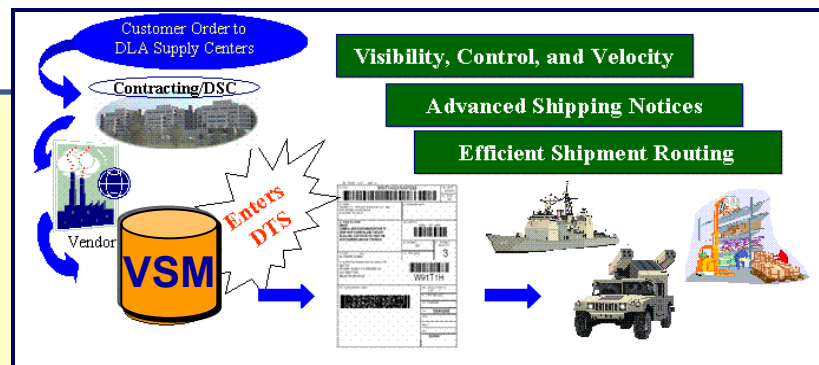 Customer Order to
DLA Supply Centers
Contracting/DSC
Vendor
VSM
Enters
DTS
Visibility, Control, and Velocity
Advanced Shipping Notices
Efficient Shipment Routing
3
W91T1H